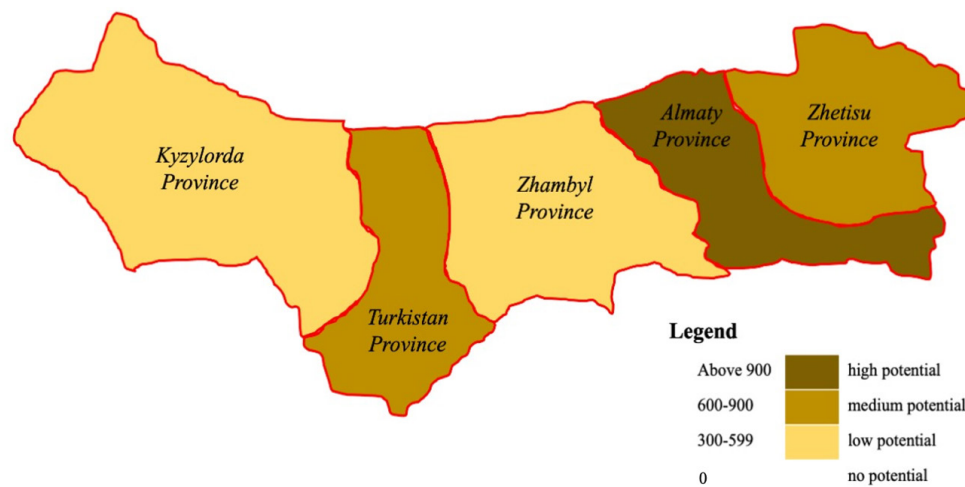 Kyzylorda
Province
Turkistan
Province
Zhambyl
Province
Almaty
Province
Zhetisu
Province
Legend
Above 900 high potential
600-900 medium potential
300-599 low potential
0 no potential